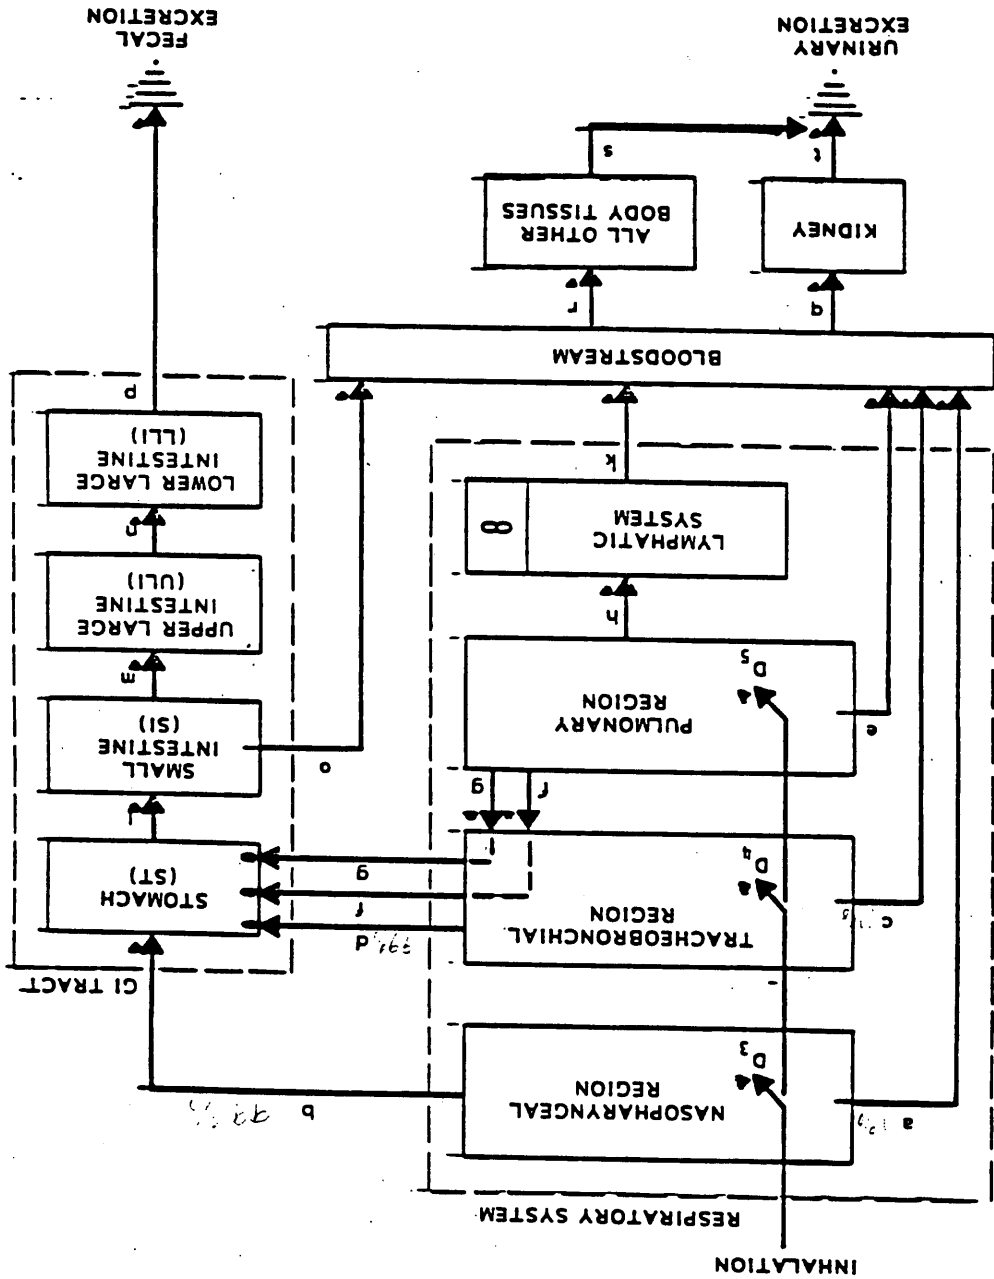 INHALATION
RESPIRATORY SYSTEM
NASOPHARYNGEAL
REGION
D3
a
b
GI TRACT
TRACHEOBRONCHIAL
REGION
D4
c
d
f
g
STOMACH
(ST)
f
g
l
PULMONARY
REGION
D5
e
h
o
SMALL
INTESTINE
(SI)
m
LYMPHATIC
SYSTEM
8
k
UPPER LARGE
INTESTINE
(ULI)
n
LOWER LARGE
INTESTINE
(LLI)
p
BLOODSTREAM
q
r
KIDNEY
ALL OTHER
BODY TISSUES
t
s
URINARY
EXCRETION
FECAL
EXCRETION